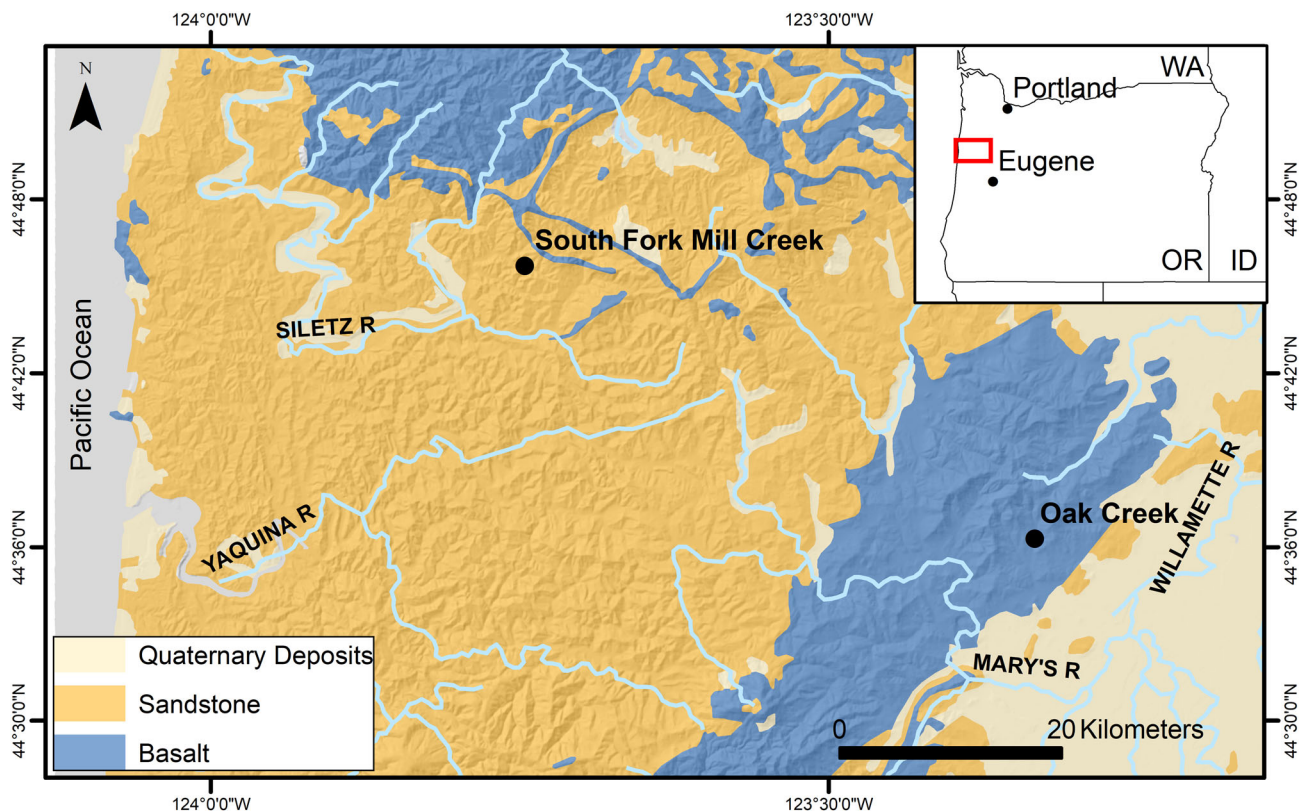 124°0'0"W
123°30'0"W
N
WA
Portland
Eugene
OR
ID
44°48'0"N
44°48'0"N
South Fork Mill Creek
SILETZ R
44°42'0"N
44°42'0"N
Pacific Ocean
Oak Creek
WILLAMETTE R
YAQUINA R
44°36'0"N
44°36'0"N
MARY'S R
Quaternary Deposits
Sandstone
Basalt
44°30'0"N
44°30'0"N
0
20 Kilometers
124°0'0"W
123°30'0"W